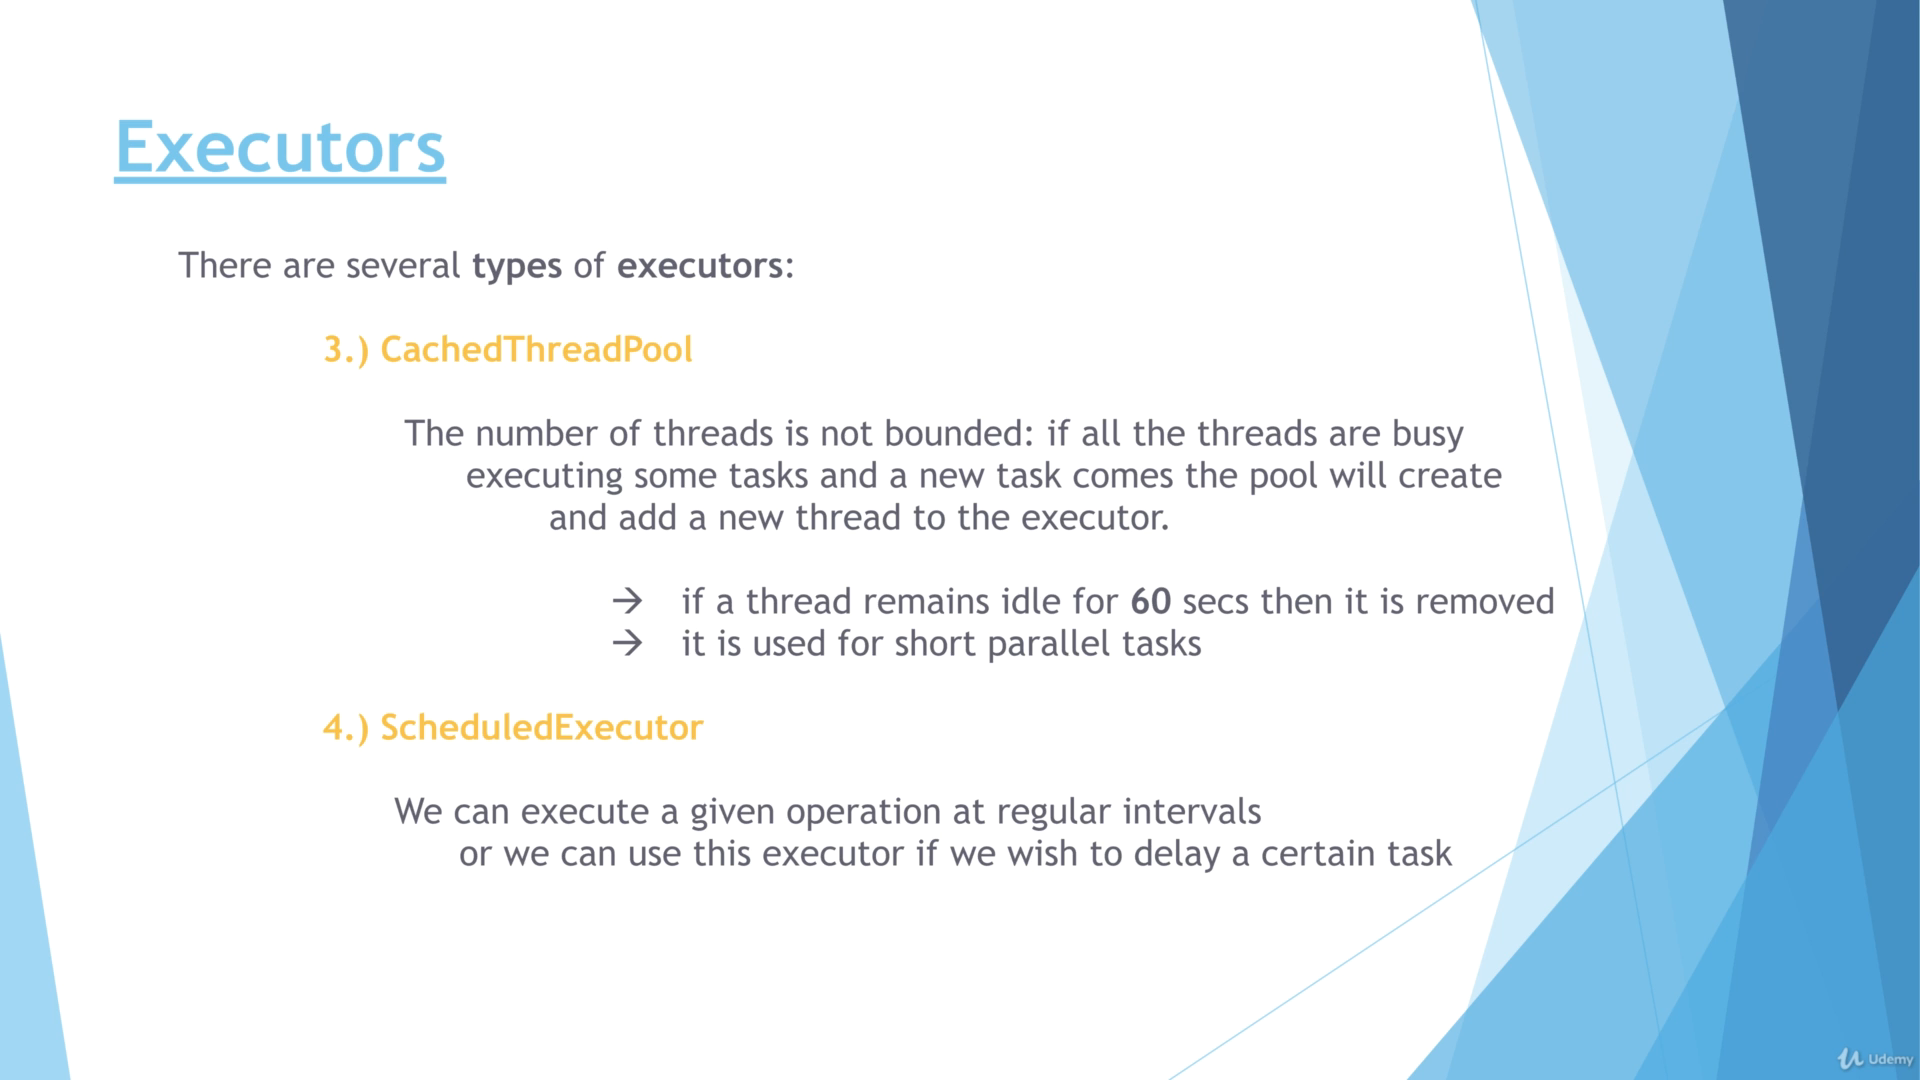 Executors
There are several types of executors:
3.) CachedThreadPool
The number of threads is not bounded: if all the threads are busy
executing some tasks and a new task comes the pool will create
and add a new thread to the executor.
→ if a thread remains idle for 60 secs then it is removed
→ it is used for short parallel tasks
4.) ScheduledExecutor
We can execute a given operation at regular intervals
or we can use this executor if we wish to delay a certain task
Udemy